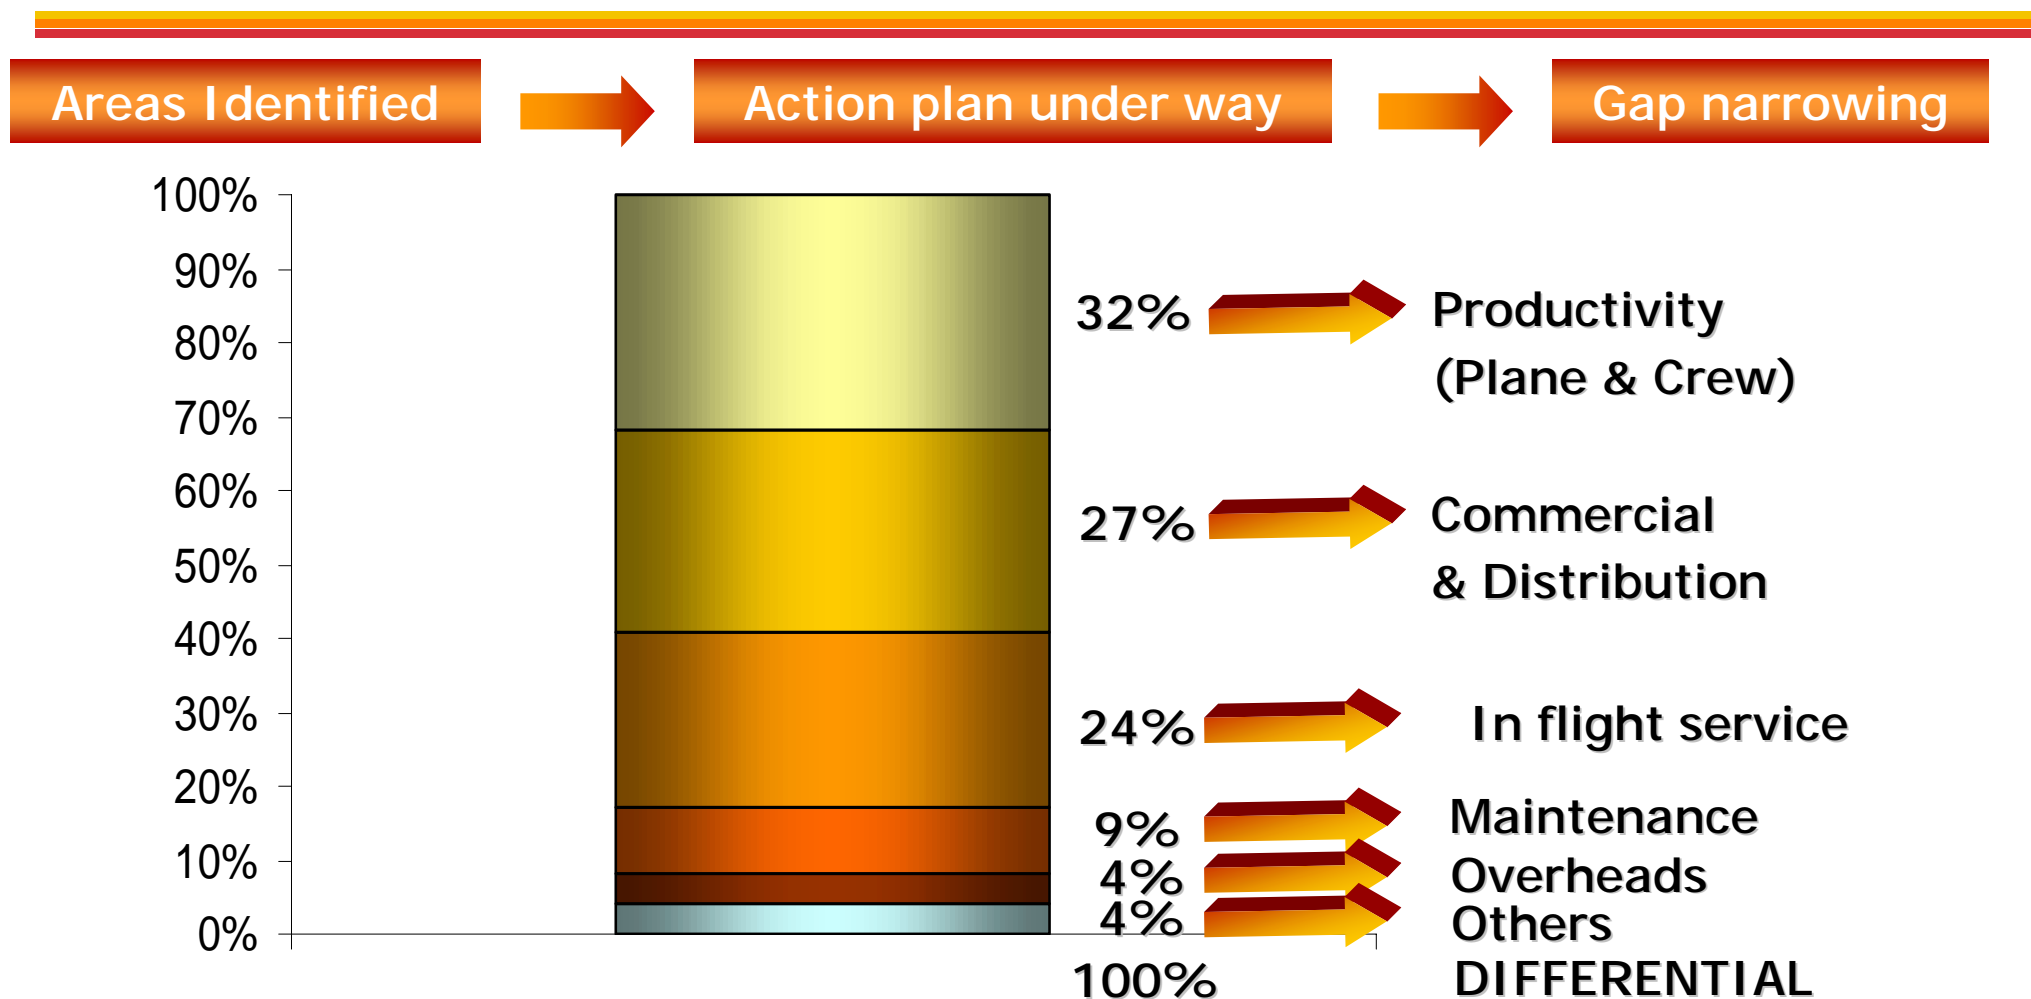 Areas Identified
Action plan under way
Gap narrowing
100%
90%
80%
70%
60%
50%
40%
30%
20%
10%
0%
32% Productivity
(Plane & Crew)
27% Commercial
& Distribution
24% In flight service
9% Maintenance
4% Overheads
4% Others
100% DIFFERENTIAL